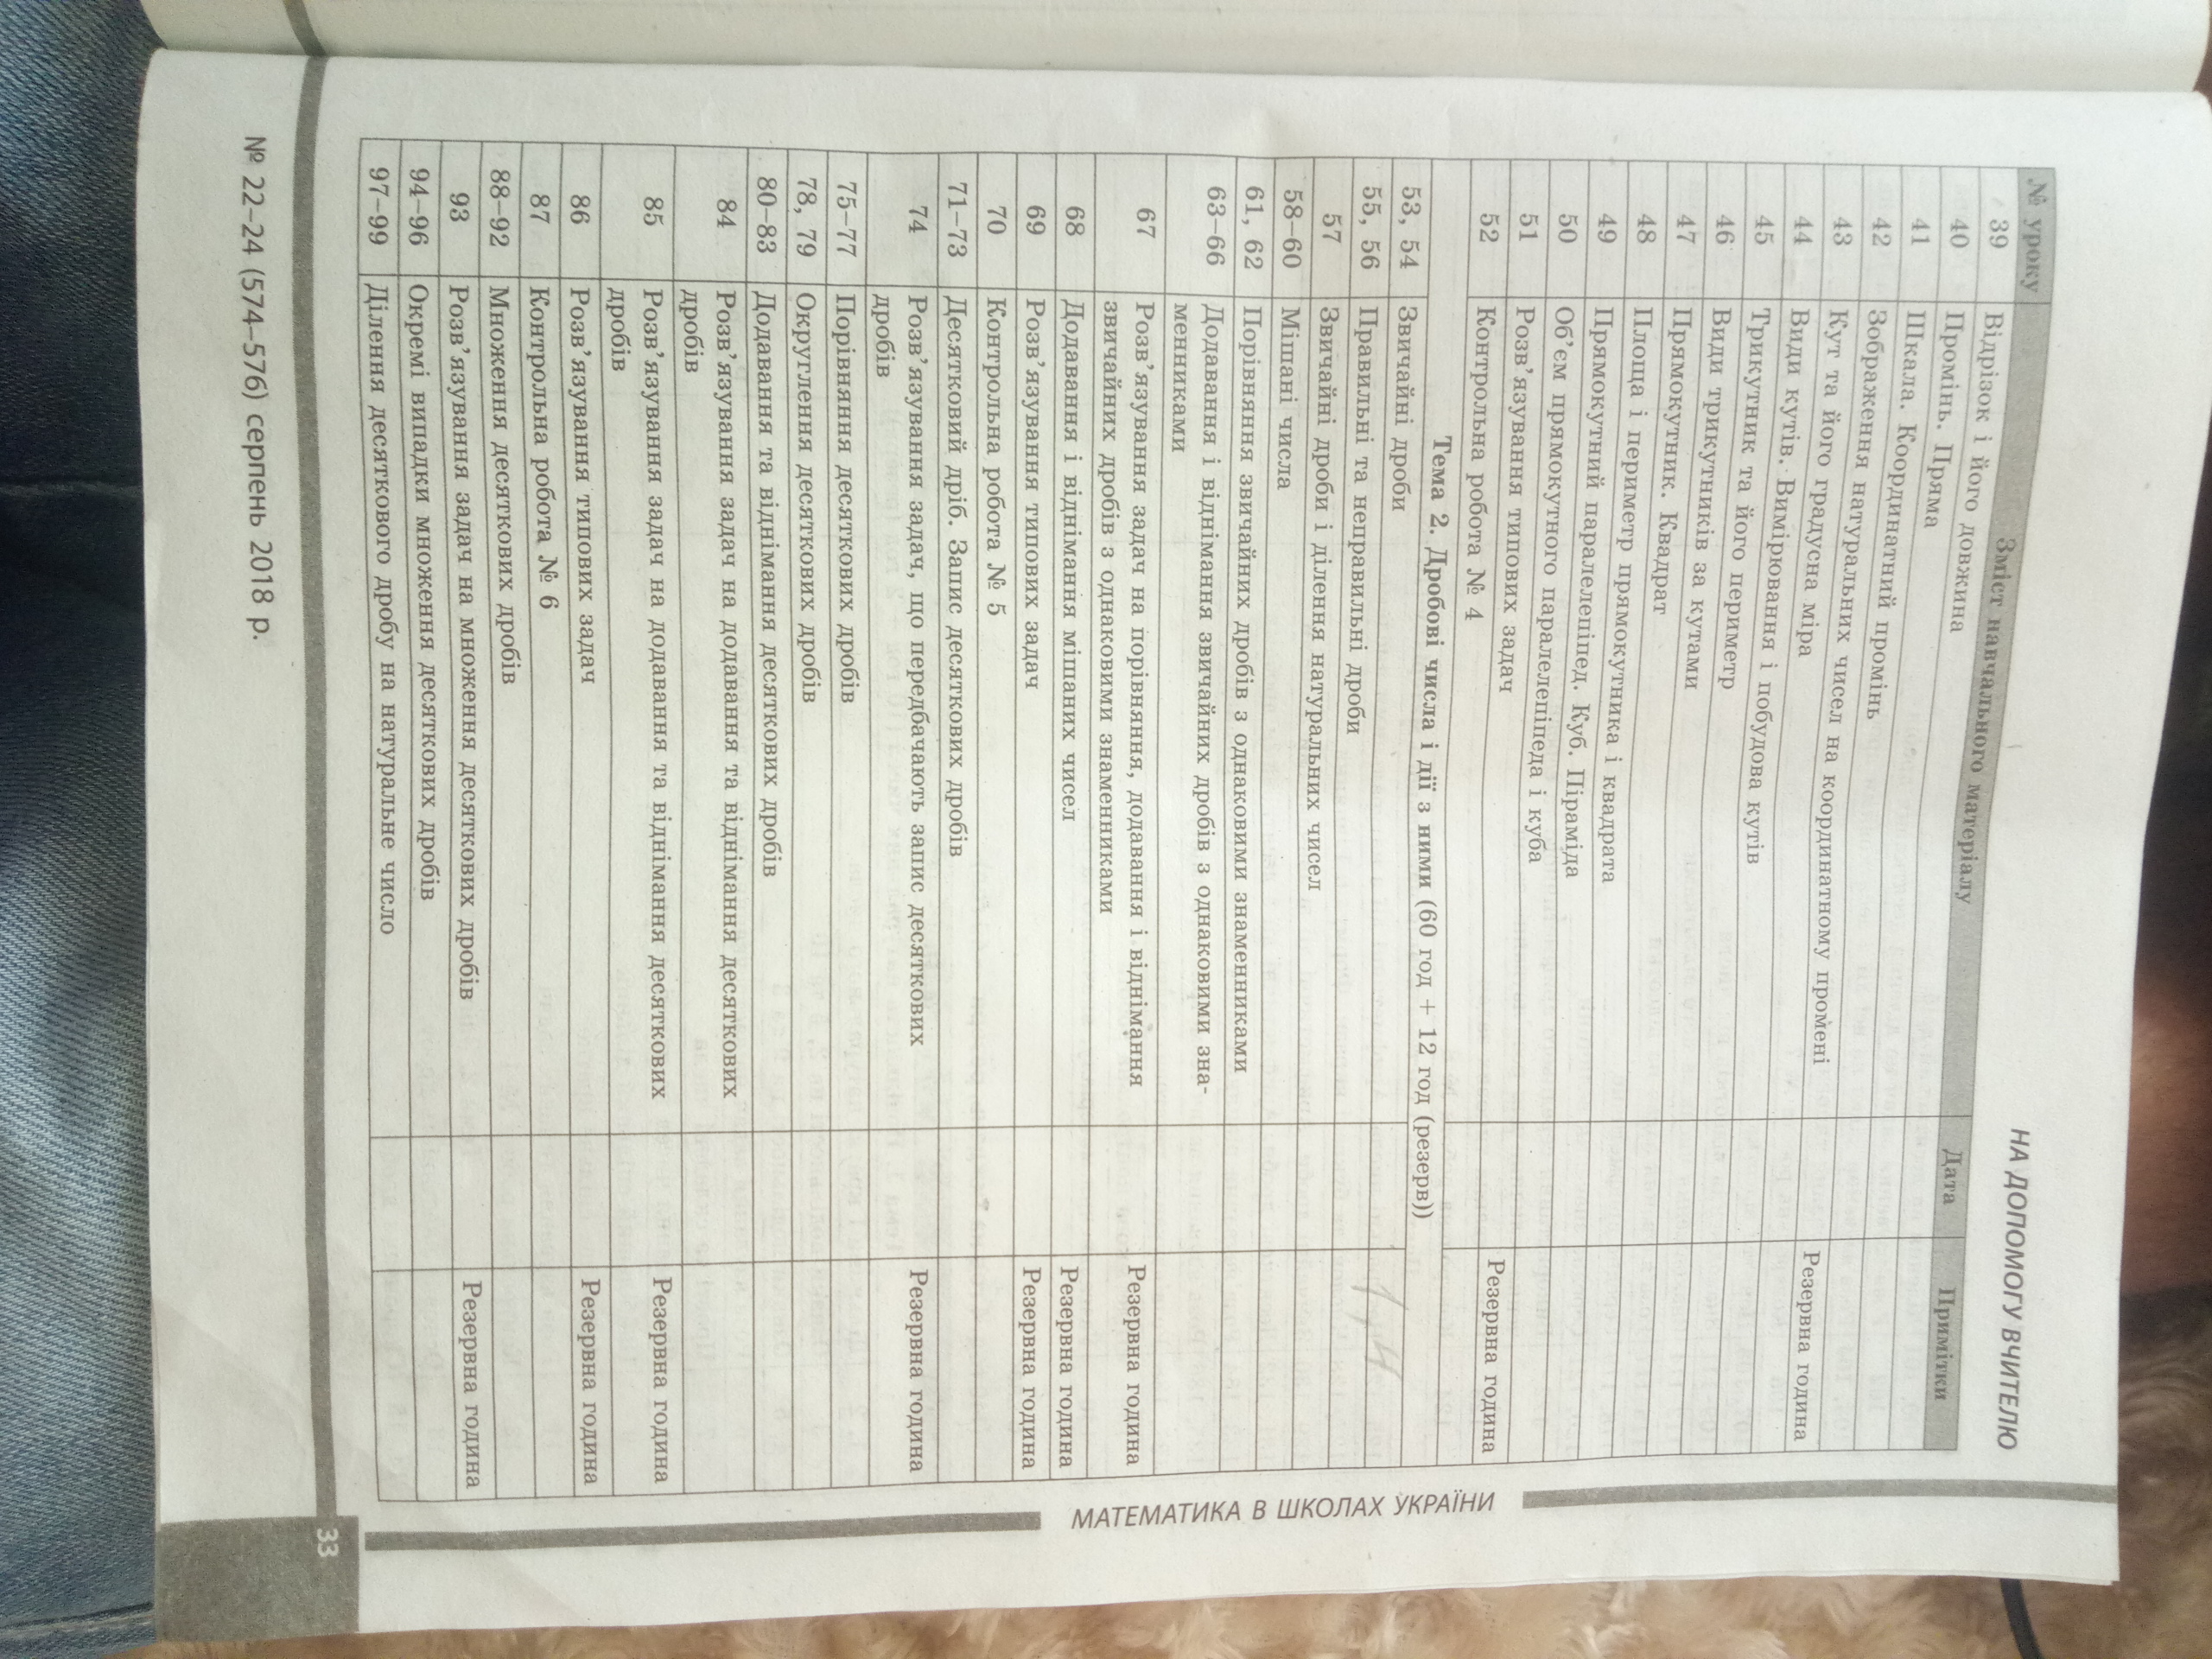 НА ДОПОМОГУ ВЧИТЕЛЮ
№ уроку Зміст навчального матеріалу Дата Примітки
39 Відрізок і його довжина
40 Промінь. Пряма
41 Шкала. Координатний промінь
42 Зображення натуральних чисел на координатному промені
43 Кут та його градусна міра
44 Види кутів. Вимірювання і побудова кутів Резервна година
45 Трикутник та його периметр
46 Види трикутників за кутами
47 Прямокутник. Квадрат
48 Площа і периметр прямокутника і квадрата
49 Прямокутний паралелепіпед. Куб. Піраміда
50 Об'єм прямокутного паралелепіпеда і куба
51 Розв'язування типових задач
52 Контрольна робота № 4 Резервна година
Тема 2. Дробові числа і дії з ними (60 год + 12 год (резерв))
53, 54 Звичайні дроби
55, 56 Правильні та неправильні дроби
57 Звичайні дроби і ділення натуральних чисел
58–60 Мішані числа
61, 62 Порівняння звичайних дробів з однаковими знаменниками
63–66 Додавання і віднімання звичайних дробів з однаковими зна-
менниками
67 Розв'язування задач на порівняння, додавання і віднімання Резервна година
звичайних дробів з однаковими знаменниками
68 Додавання і віднімання мішаних чисел Резервна година
69 Розв'язування типових задач Резервна година
70 Контрольна робота № 5
71–73 Десятковий дріб. Запис десяткових дробів
74 Розв'язування задач, що передбачають запис десяткових Резервна година
дробів
75–77 Порівняння десяткових дробів
78, 79 Округлення десяткових дробів
80–83 Додавання та віднімання десяткових дробів
84 Розв'язування задач на додавання та віднімання десяткових
дробів
85 Розв'язування задач на додавання та віднімання десяткових Резервна година
дробів
86 Розв'язування типових задач Резервна година
87 Контрольна робота № 6
88–92 Множення десяткових дробів
93 Розв'язування задач на множення десяткових дробів Резервна година
94–96 Окремі випадки множення десяткових дробів
97–99 Ділення десяткового дробу на натуральне число
МАТЕМАТИКА В ШКОЛАХ УКРАЇНИ
№ 22–24 (574–576) серпень 2018 р.
33